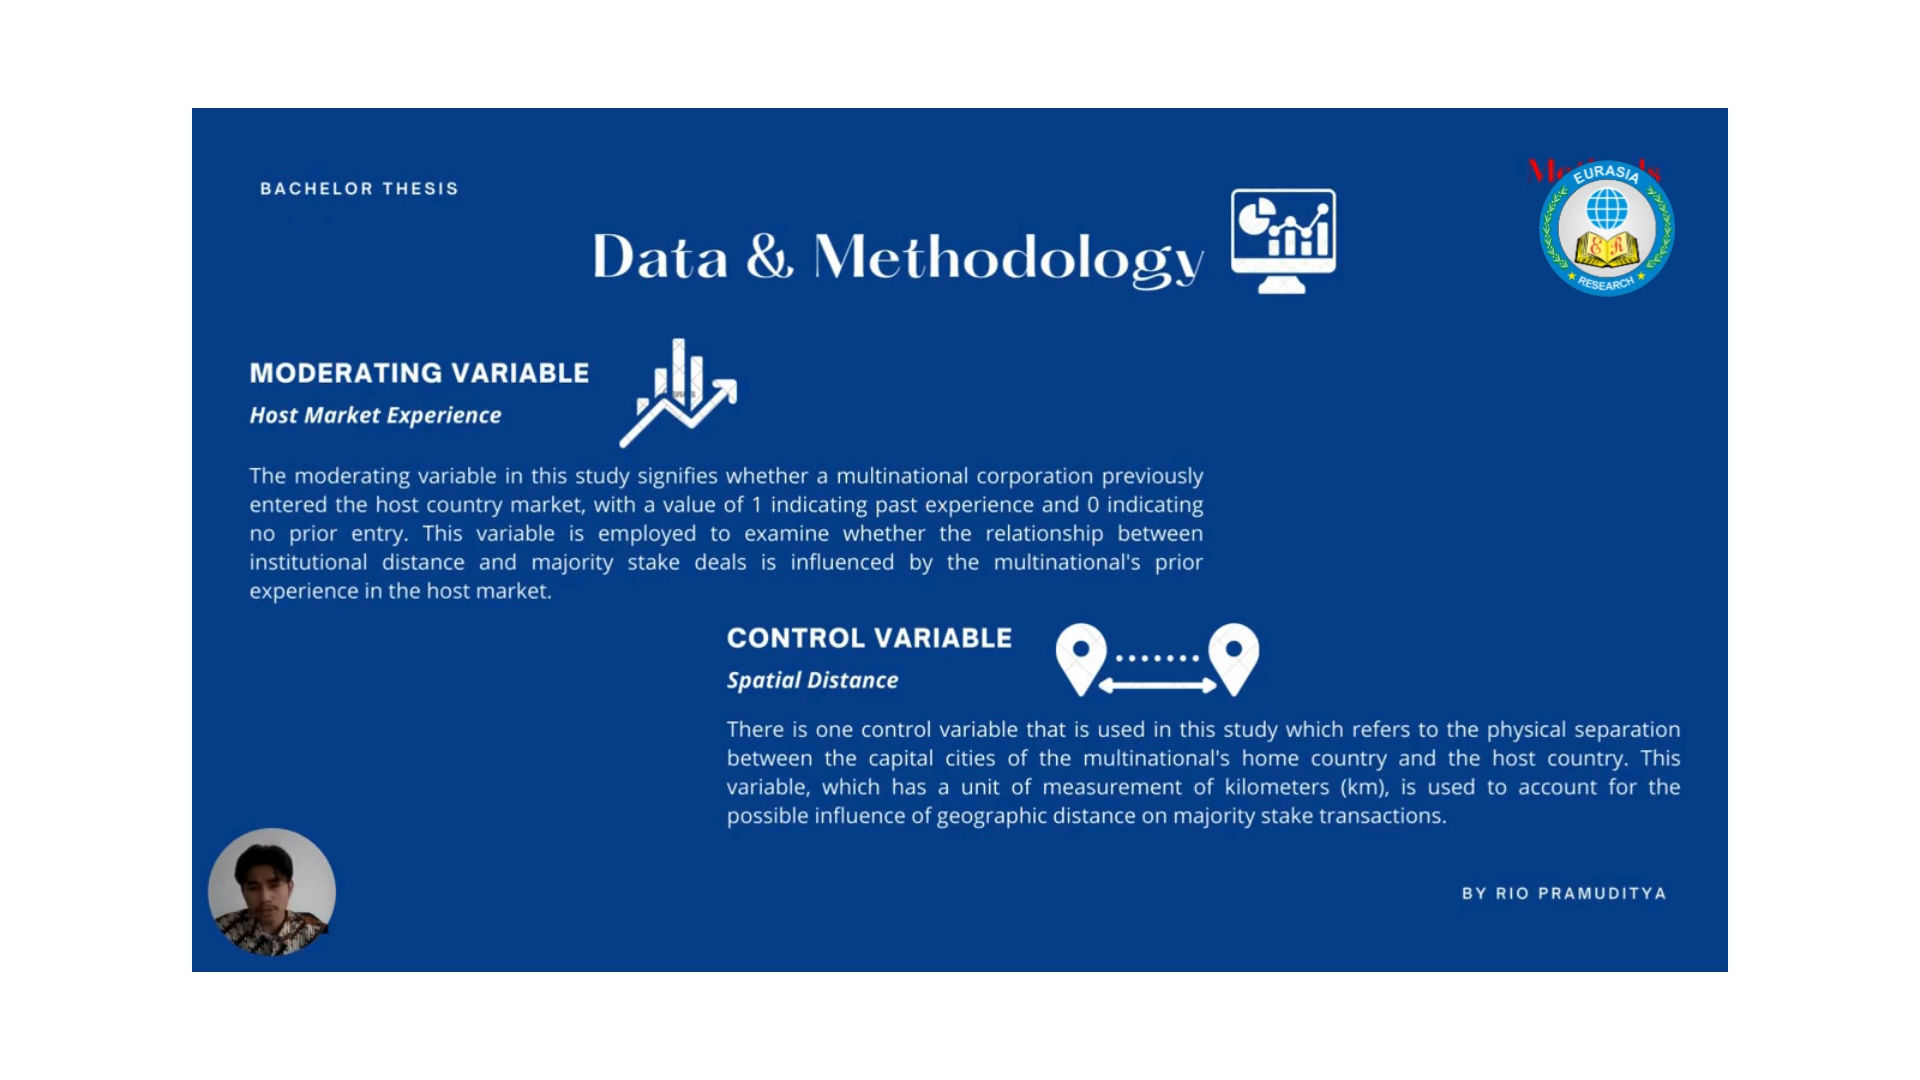 BACHELOR THESIS
EURASIA
RESEARCH
Data & Methodology
MODERATING VARIABLE
Host Market Experience
The moderating variable in this study signifies whether a multinational corporation previously
entered the host country market, with a value of 1 indicating past experience and 0 indicating
no prior entry. This variable is employed to examine whether the relationship between
institutional distance and majority stake deals is influenced by the multinational's prior
experience in the host market.
CONTROL VARIABLE
Spatial Distance
There is one control variable that is used in this study which refers to the physical separation
between the capital cities of the multinational's home country and the host country. This
variable, which has a unit of measurement of kilometers (km), is used to account for the
possible influence of geographic distance on majority stake transactions.
BY RIO PRAMUDITYA